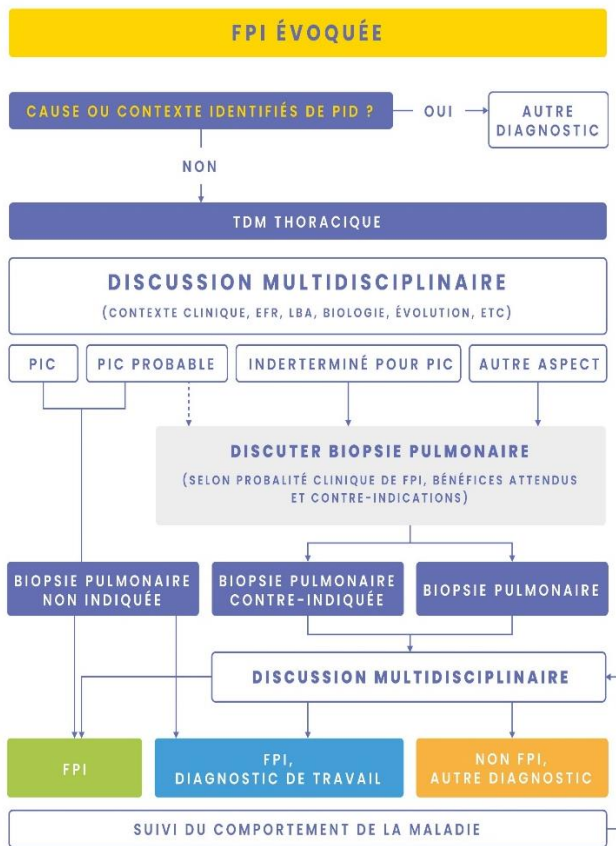 FPI ÉVOQUÉE
CAUSE OU CONTEXTE IDENTIFIÉS DE PID ?
OUI
AUTRE
DIAGNOSTIC
NON
TDM THORACIQUE
DISCUSSION MULTIDISCIPLINAIRE
(CONTEXTE CLINIQUE, EFR, LBA, BIOLOGIE, ÉVOLUTION, ETC)
PIC
PIC PROBABLE
INDERTERMINÉ POUR PIC
AUTRE ASPECT
DISCUTER BIOPSIE PULMONAIRE
(SELON PROBALITÉ CLINIQUE DE FPI, BÉNÉFICES ATTENDUS
ET CONTRE-INDICATIONS)
BIOPSIE PULMONAIRE
NON INDIQUÉE
BIOPSIE PULMONAIRE
CONTRE-INDIQUÉE
BIOPSIE PULMONAIRE
DISCUSSION MULTIDISCIPLINAIRE
FPI
FPI,
DIAGNOSTIC DE TRAVAIL
NON FPI,
AUTRE DIAGNOSTIC
SUIVI DU COMPORTEMENT DE LA MALADIE